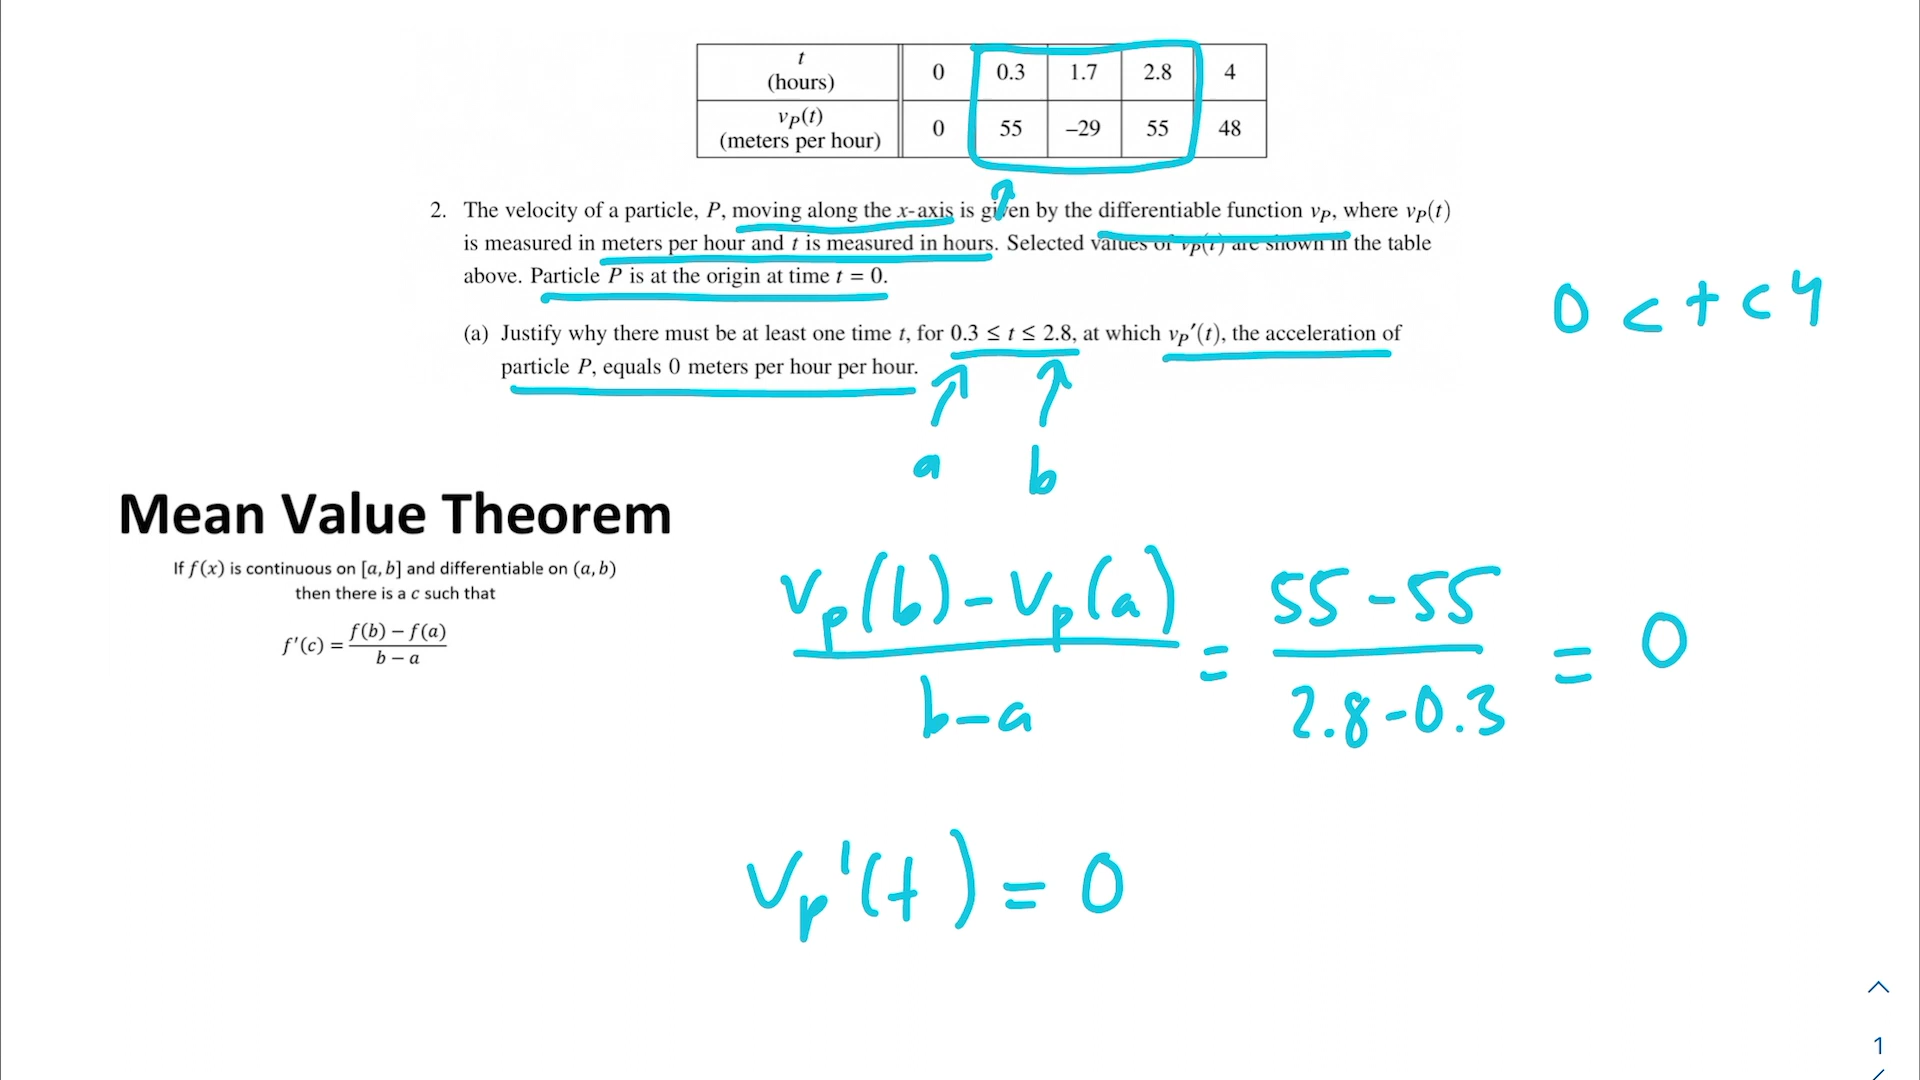 t
(hours) 0 0.3 1.7 2.8 4
vP(t)
(meters per hour) 0 55 –29 55 48
2. The velocity of a particle, P, moving along the x-axis is given by the differentiable function vP, where vP(t)
is measured in meters per hour and t is measured in hours. Selected values of vP(t) are shown in the table
above. Particle P is at the origin at time t = 0.
0 < t < 4
(a) Justify why there must be at least one time t, for 0.3 ≤ t ≤ 2.8, at which vP′(t), the acceleration of
particle P, equals 0 meters per hour per hour.
a b
Mean Value Theorem
If f(x) is continuous on [a, b] and differentiable on (a, b)
then there is a c such that
f'(c) = f(b) − f(a) / b − a
vp(b) - vp(a) / b - a = 55 - 55 / 2.8 - 0.3 = 0
vp'(t) = 0
1